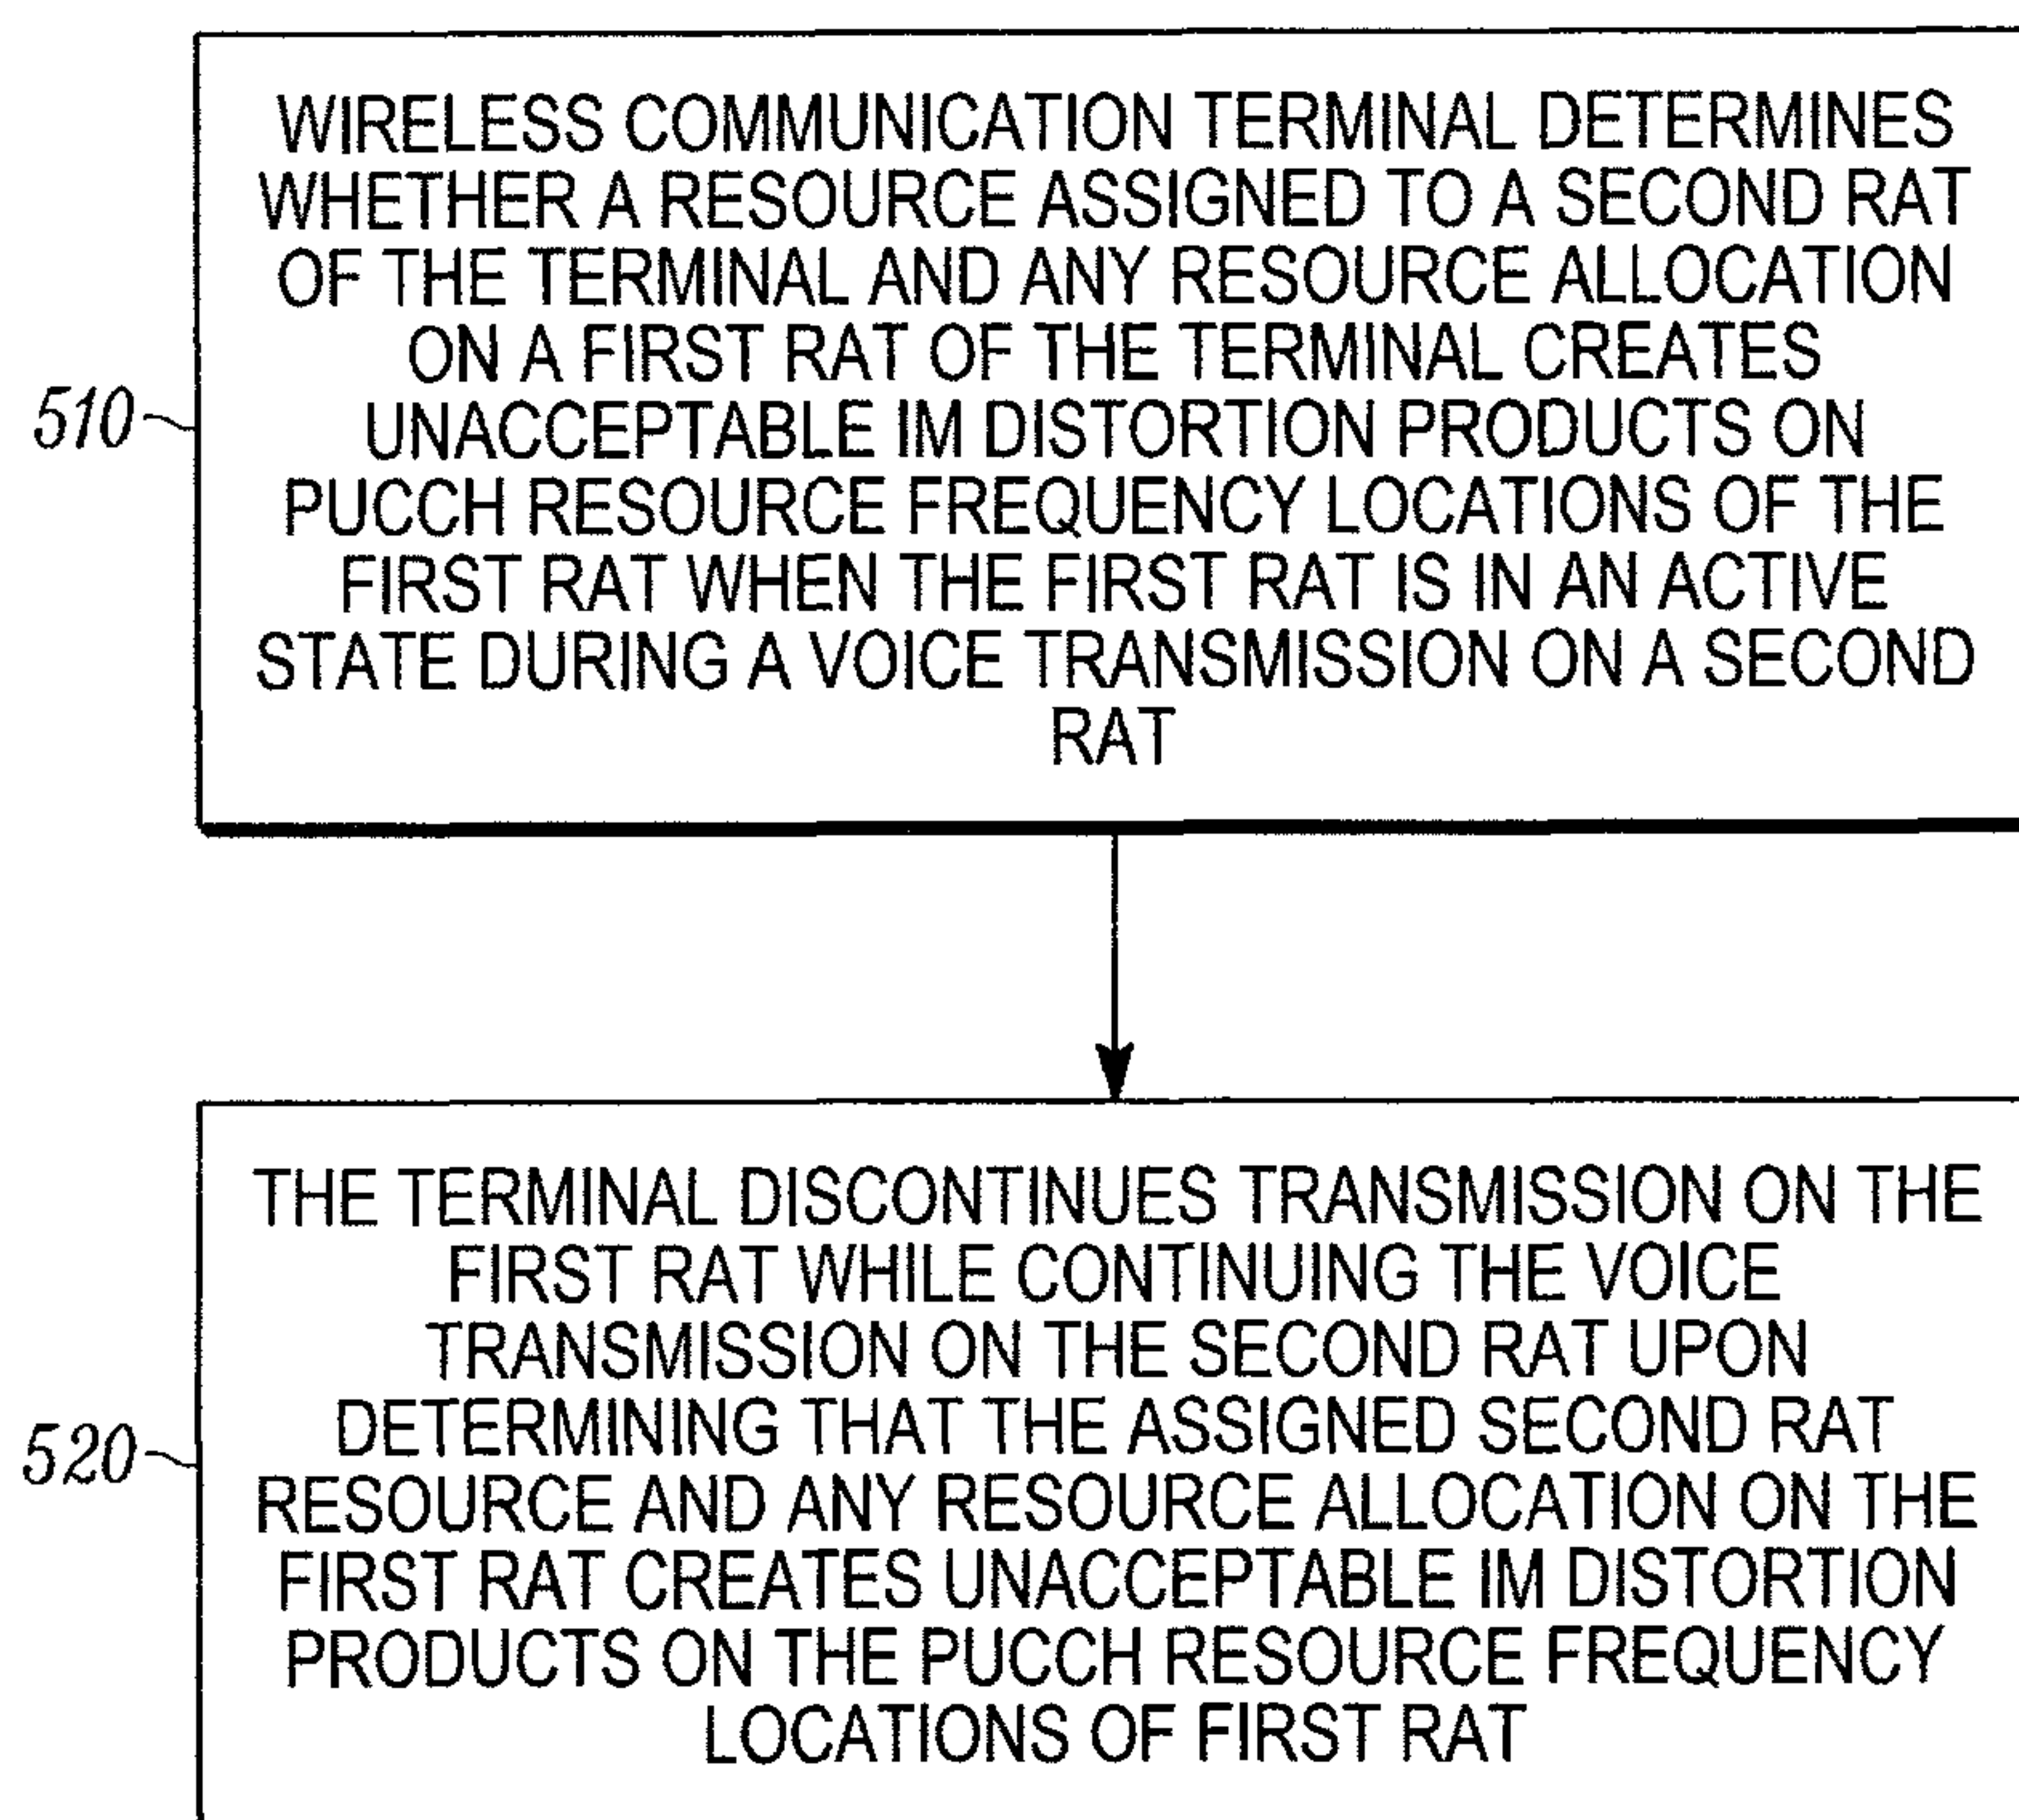 WIRELESS COMMUNICATION TERMINAL DETERMINES
WHETHER A RESOURCE ASSIGNED TO A SECOND RAT
OF THE TERMINAL AND ANY RESOURCE ALLOCATION
ON A FIRST RAT OF THE TERMINAL CREATES
510
UNACCEPTABLE IM DISTORTION PRODUCTS ON
PUCCH RESOURCE FREQUENCY LOCATIONS OF THE
FIRST RAT WHEN THE FIRST RAT IS IN AN ACTIVE
STATE DURING A VOICE TRANSMISSION ON A SECOND
RAT
THE TERMINAL DISCONTINUES TRANSMISSION ON THE
FIRST RAT WHILE CONTINUING THE VOICE
TRANSMISSION ON THE SECOND RAT UPON
DETERMINING THAT THE ASSIGNED SECOND RAT
520
RESOURCE AND ANY RESOURCE ALLOCATION ON THE
FIRST RAT CREATES UNACCEPTABLE IM DISTORTION
PRODUCTS ON THE PUCCH RESOURCE FREQUENCY
LOCATIONS OF FIRST RAT